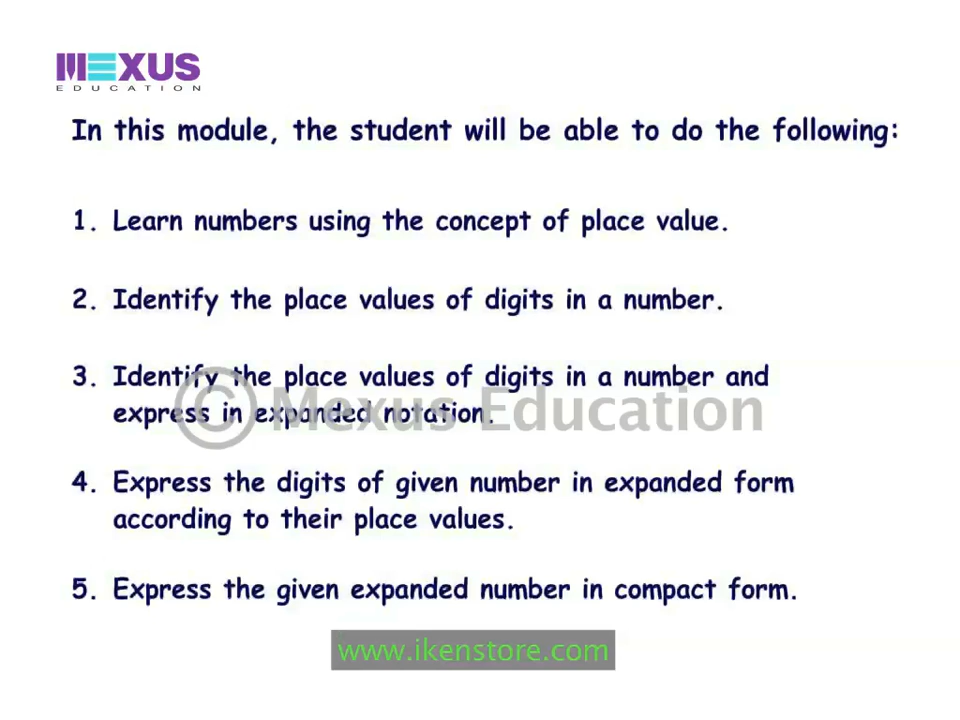 MEXUS
EDUCATION
In this module, the student will be able to do the following:
1. Learn numbers using the concept of place value.
2. Identify the place values of digits in a number.
3. Identify the place values of digits in a number and
express in expanded notation.
© Mexus Education
4. Express the digits of given number in expanded form
according to their place values.
5. Express the given expanded number in compact form.
www.ikenstore.com